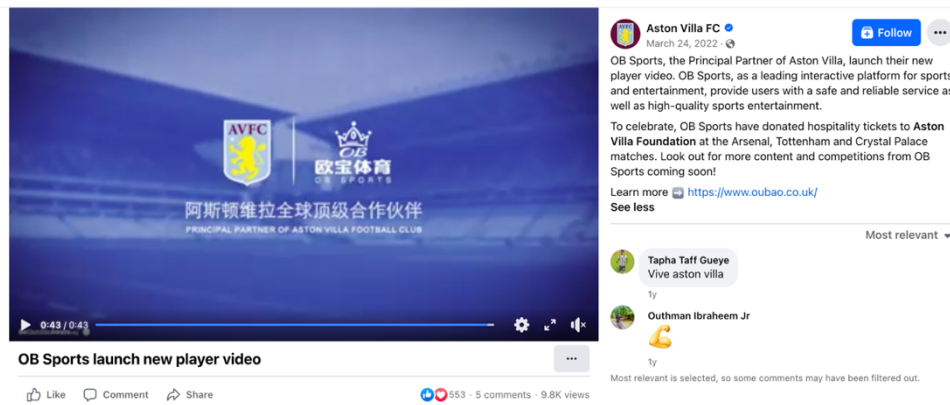 AVFC
OB
欧宝体育
OB SPORTS
阿斯顿维拉全球顶级合作伙伴
PRINCIPAL PARTNER OF ASTON VILLA FOOTBALL CLUB
0:43 / 0:43
OB Sports launch new player video
Like Comment Share 553 · 5 comments · 9.8K views
Aston Villa FC
Follow
March 24, 2022 ·
OB Sports, the Principal Partner of Aston Villa, launch their new
player video. OB Sports, as a leading interactive platform for sports
and entertainment, provide users with a safe and reliable service as
well as high-quality sports entertainment.
To celebrate, OB Sports have donated hospitality tickets to Aston
Villa Foundation at the Arsenal, Tottenham and Crystal Palace
matches. Look out for more content and competitions from OB
Sports coming soon!
Learn more ➡️ https://www.oubao.co.uk/
See less
Most relevant
Tapha Taff Gueye
Vive aston villa
1y
Outhman Ibraheem Jr
💪
1y
Most relevant is selected, so some comments may have been filtered out.